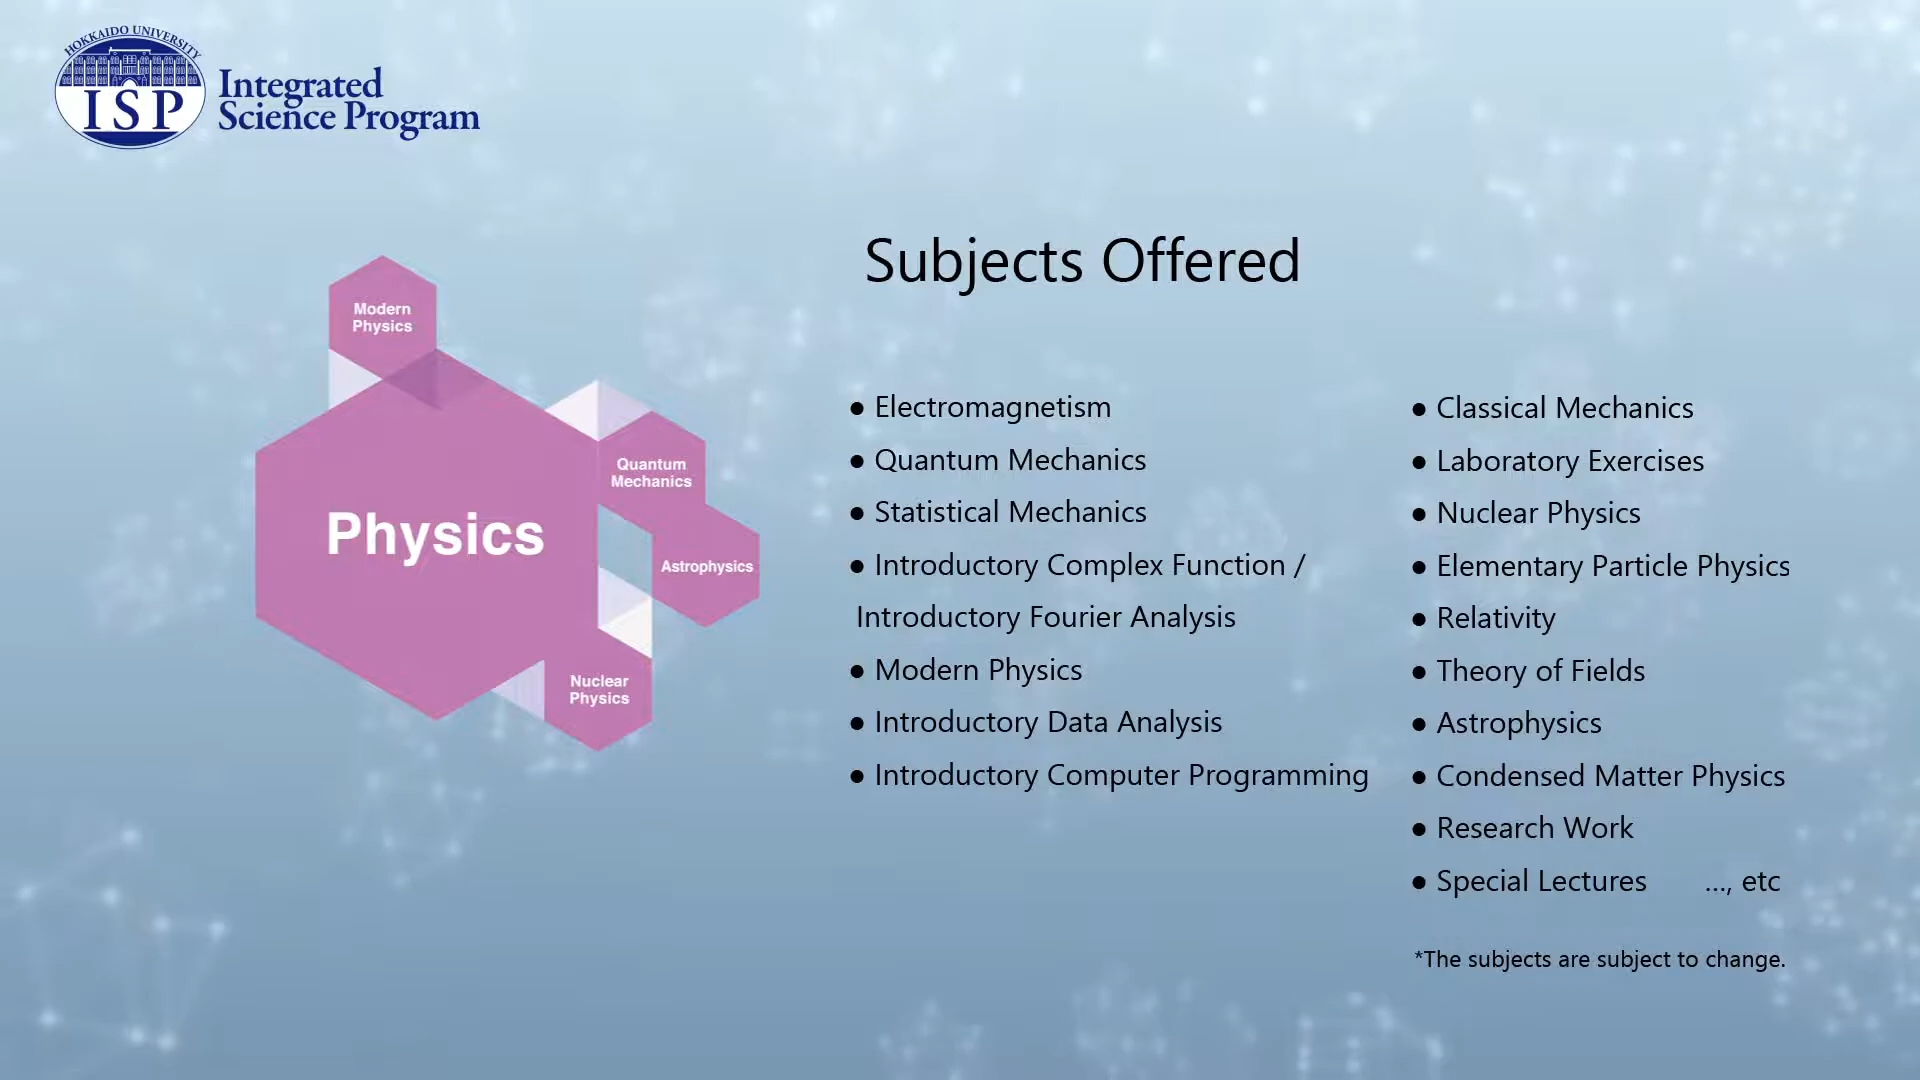 HOKKAIDO UNIVERSITY
ISP
Integrated
Science Program
Modern
Physics
Quantum
Mechanics
Physics
Astrophysics
Nuclear
Physics
Subjects Offered
● Electromagnetism
● Quantum Mechanics
● Statistical Mechanics
● Introductory Complex Function /
Introductory Fourier Analysis
● Modern Physics
● Introductory Data Analysis
● Introductory Computer Programming
● Classical Mechanics
● Laboratory Exercises
● Nuclear Physics
● Elementary Particle Physics
● Relativity
● Theory of Fields
● Astrophysics
● Condensed Matter Physics
● Research Work
● Special Lectures ..., etc
*The subjects are subject to change.